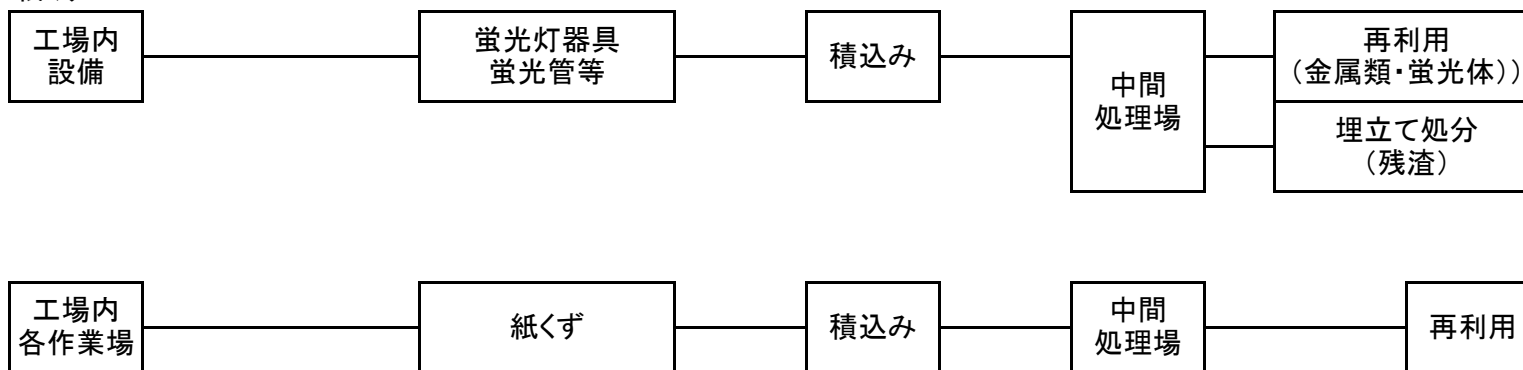 工場内
設備
蛍光灯器具
蛍光管等
積込み
中間
処理場
再利用
（金属類・蛍光体））
埋立て処分
（残渣）
工場内
各作業場
紙くず
積込み
中間
処理場
再利用